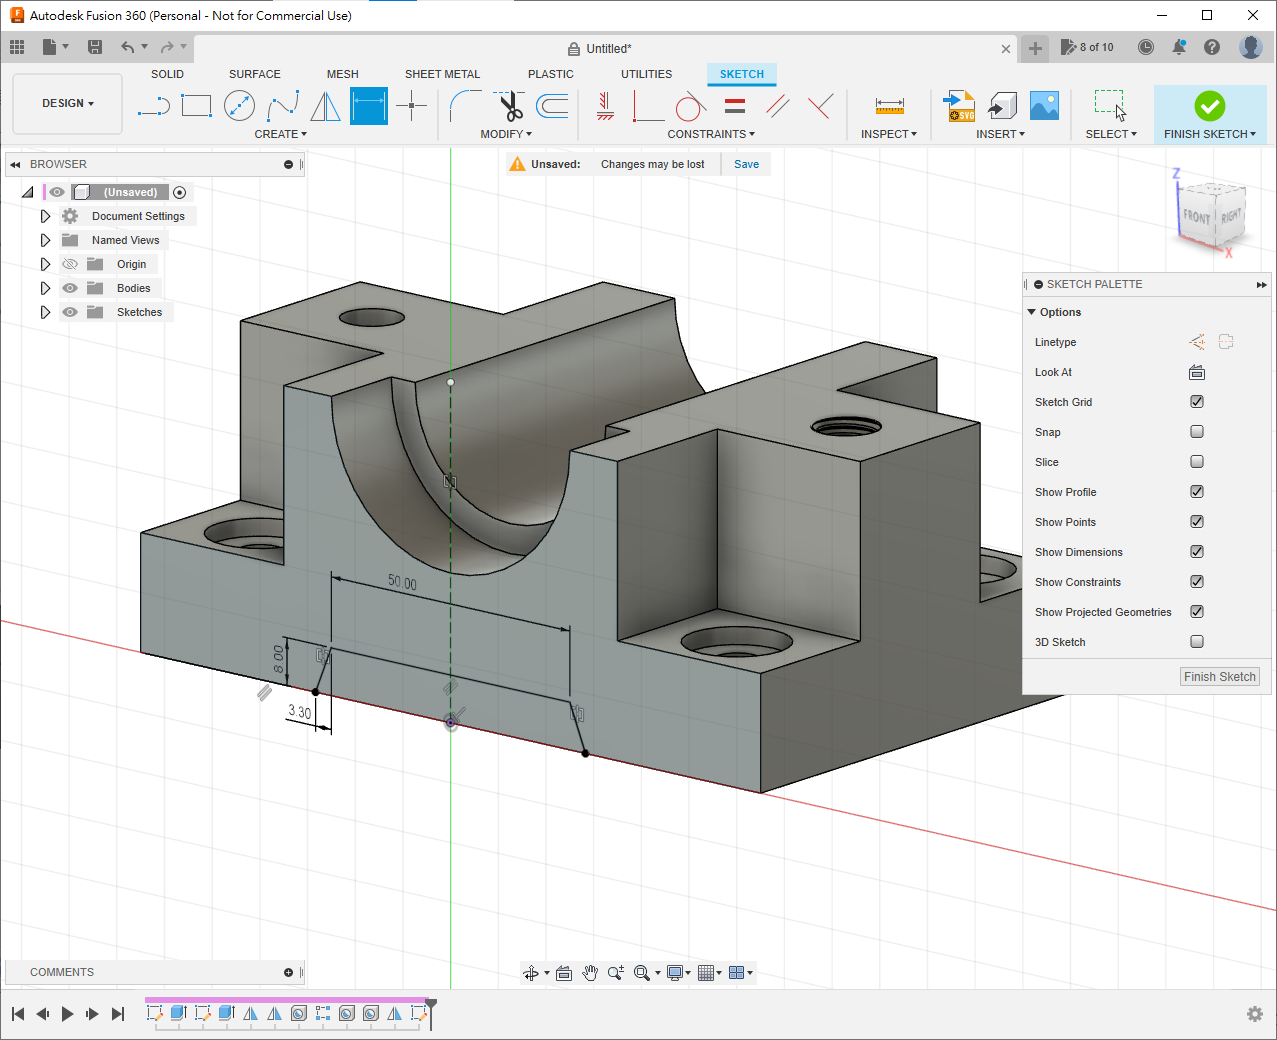 Autodesk Fusion 360 (Personal - Not for Commercial Use)
Untitled*
8 of 10
SOLID
SURFACE
MESH
SHEET METAL
PLASTIC
UTILITIES
SKETCH
DESIGN
CREATE
MODIFY
CONSTRAINTS
INSPECT
INSERT
SVG
SELECT
FINISH SKETCH
BROWSER
Unsaved:
Changes may be lost
Save
(Unsaved)
Document Settings
Named Views
Origin
Bodies
Sketches
Z
FRONT
RIGHT
X
SKETCH PALETTE
Options
Linetype
Look At
Sketch Grid
Snap
Slice
Show Profile
Show Points
Show Dimensions
Show Constraints
Show Projected Geometries
3D Sketch
Finish Sketch
50.00
8.00
3.30
COMMENTS